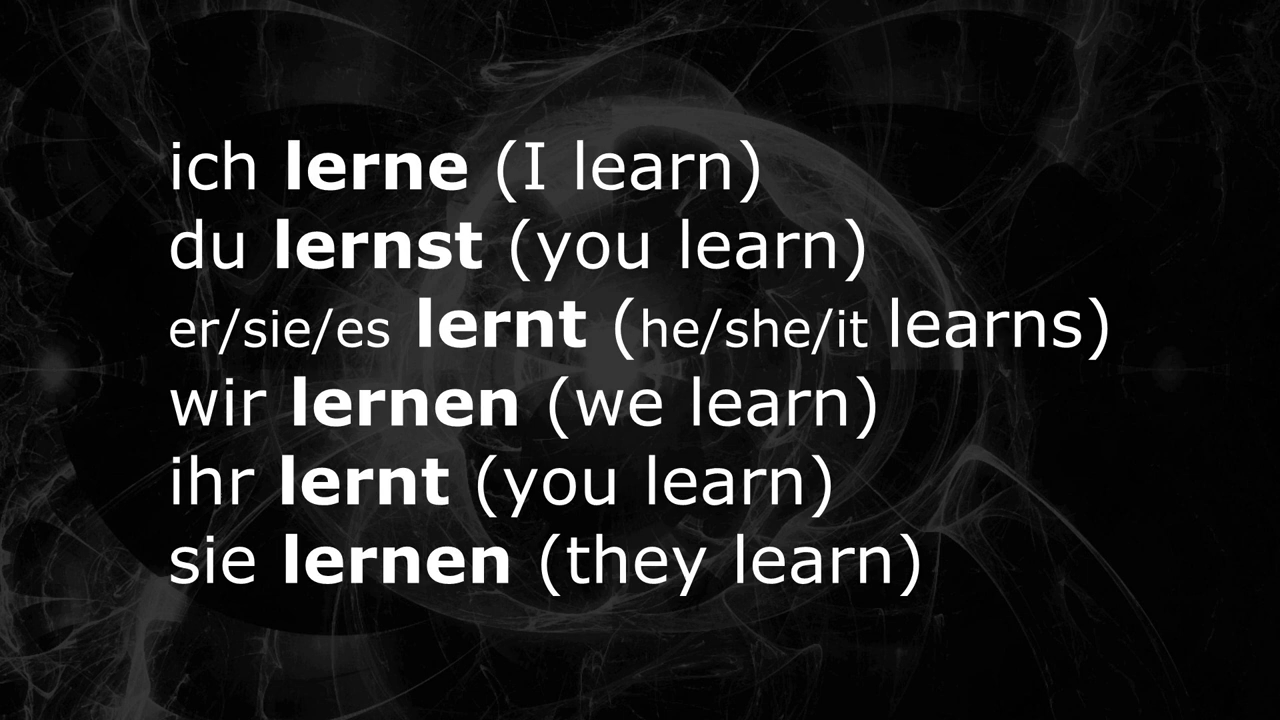 ich lerne (I learn)
du lernst (you learn)
er/sie/es lernt (he/she/it learns)
wir lernen (we learn)
ihr lernt (you learn)
sie lernen (they learn)